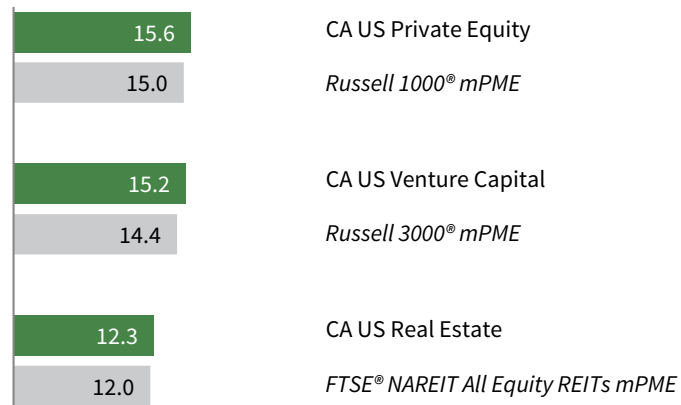 15.6 CA US Private Equity
15.0 Russell 1000® mPME
15.2 CA US Venture Capital
14.4 Russell 3000® mPME
12.3 CA US Real Estate
12.0 FTSE® NAREIT All Equity REITs mPME